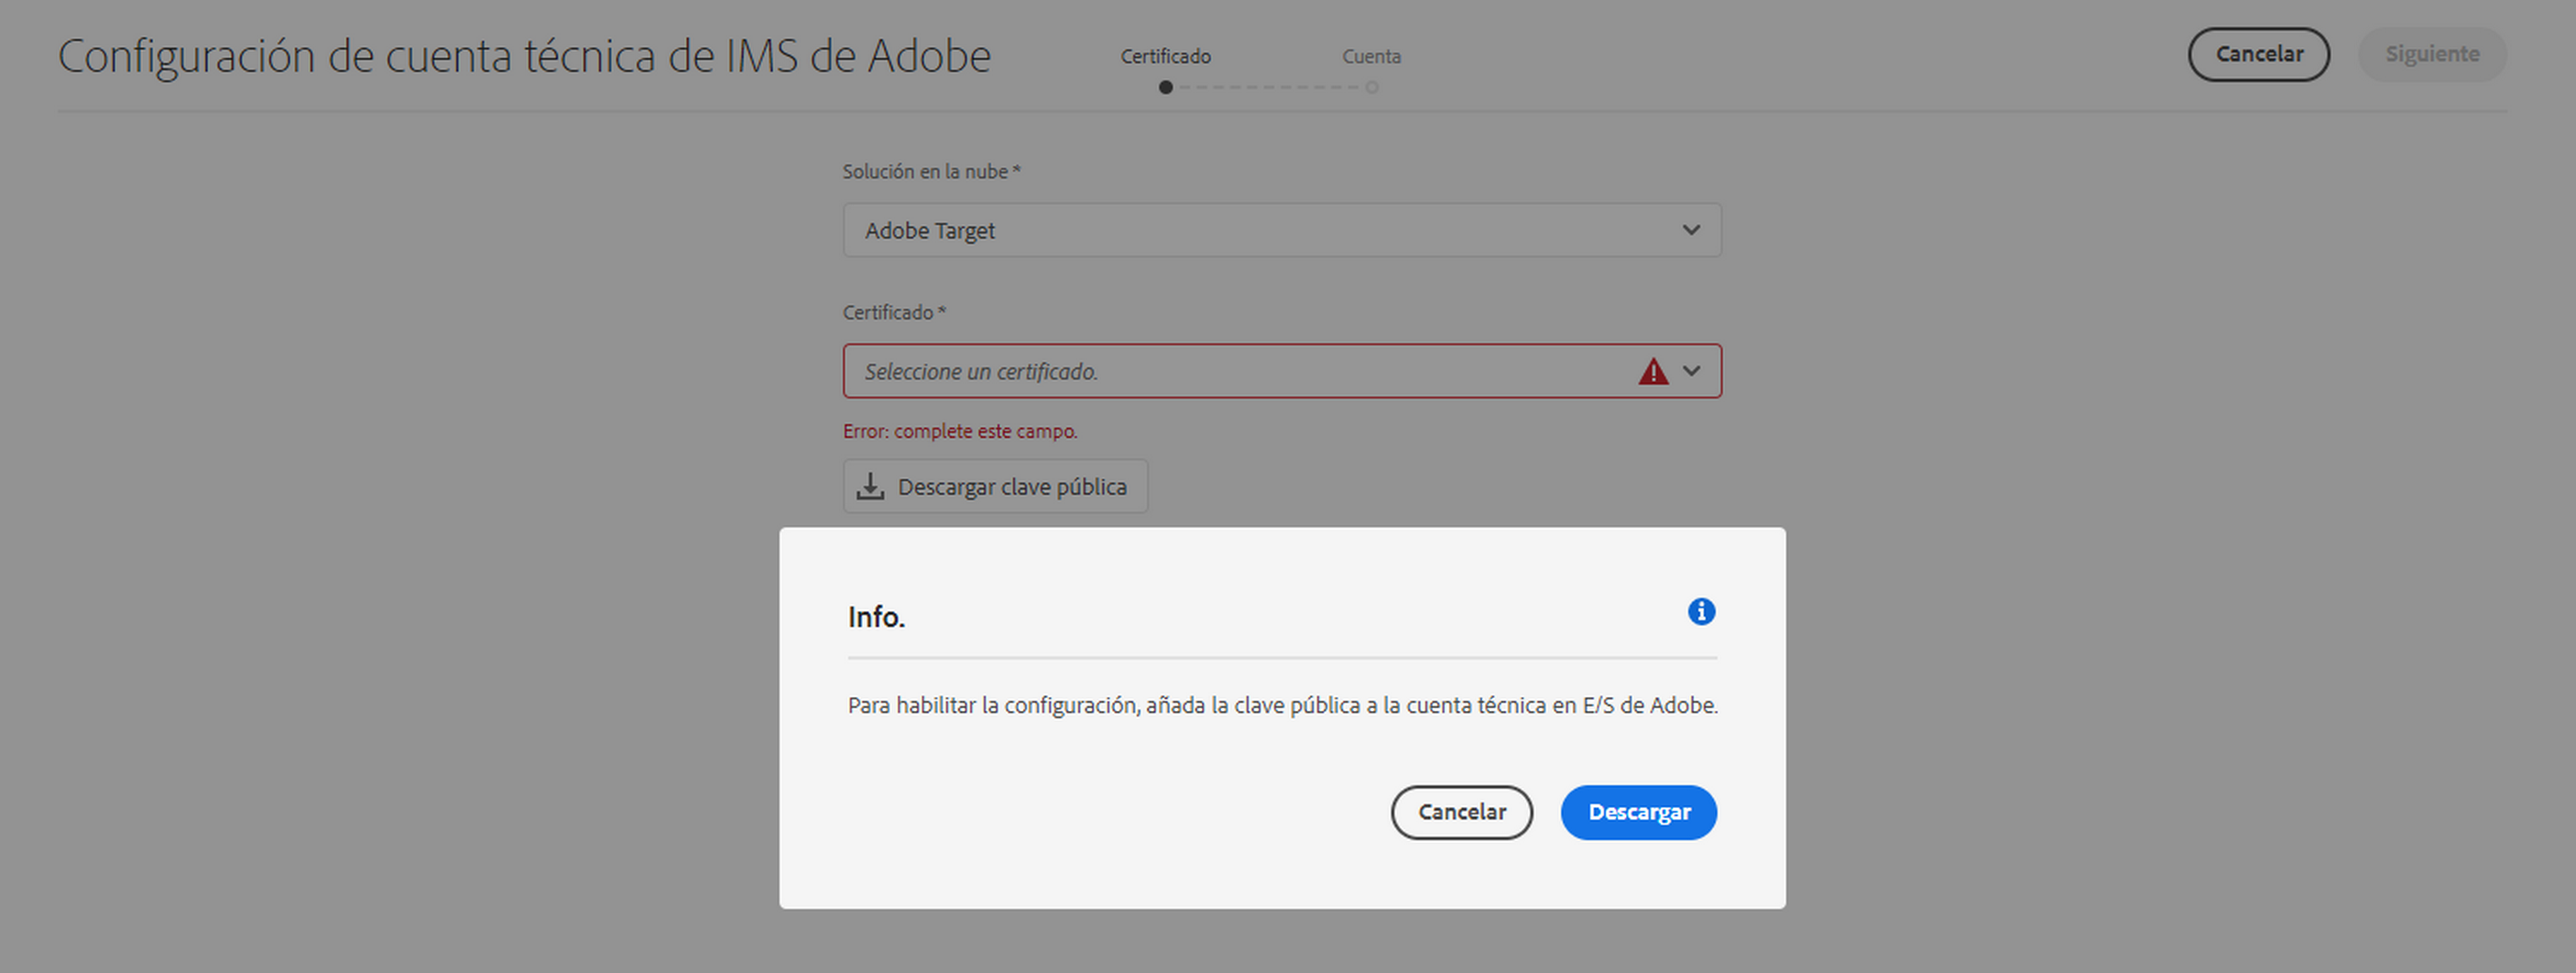 Configuración de cuenta técnica de IMS de Adobe
Certificado
Cuenta
Cancelar
Siguiente
Solución en la nube *
Adobe Target
Certificado *
Seleccione un certificado.
Error: complete este campo.
Descargar clave pública
Info.
Para habilitar la configuración, añada la clave pública a la cuenta técnica en E/S de Adobe.
Cancelar
Descargar